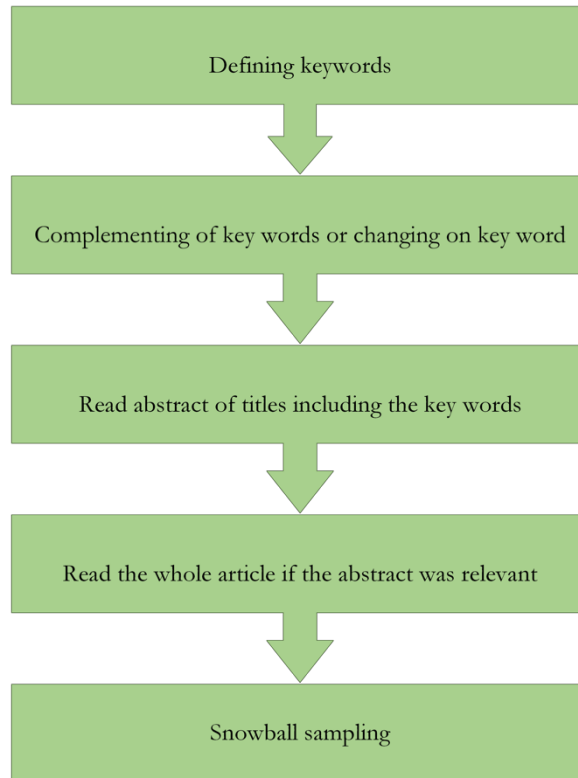 Defining keywords
Complementing of key words or changing on key word
Read abstract of titles including the key words
Read the whole article if the abstract was relevant
Snowball sampling